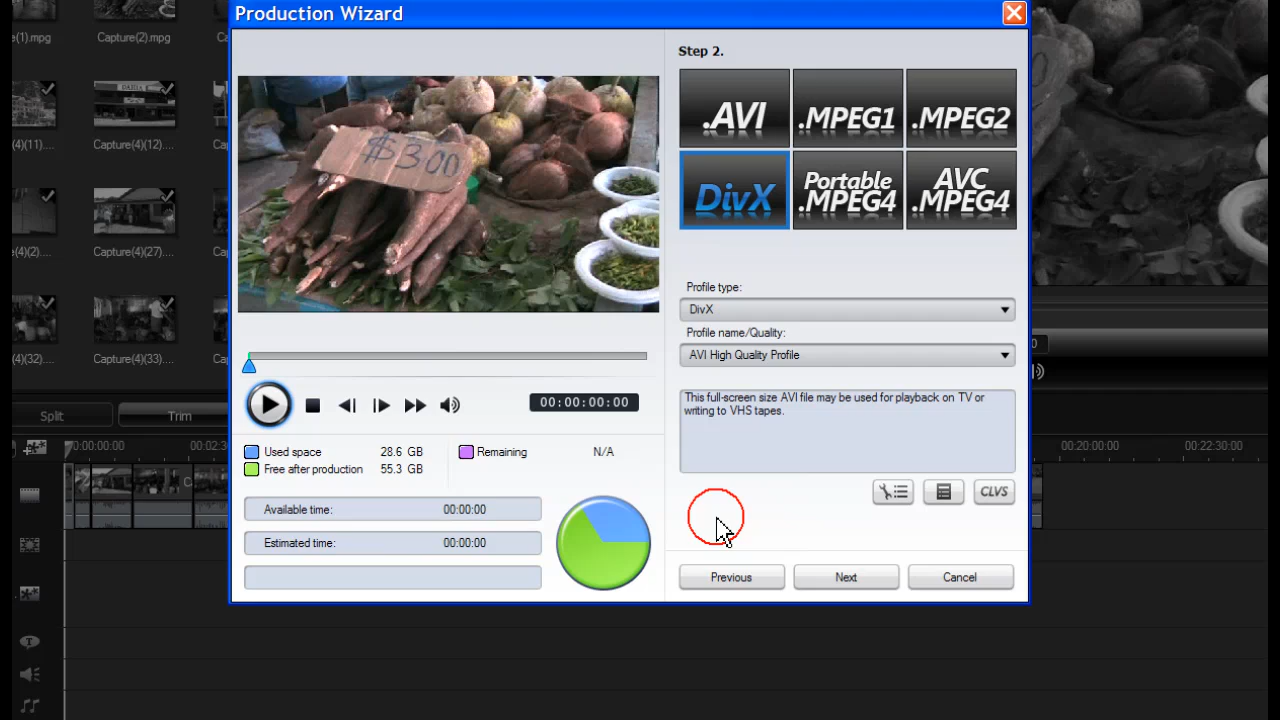 Production Wizard
(1).mpg
Capture(2).mpg
(4)(11)....
Capture(4)(12)....
(4)(2)....
Capture(4)(27)....
(4)(32)....
Capture(4)(33)....
Split
Trim
0:00:00:00
00:02:3
00:20:00:00
00:22:30:00
$3.00
Step 2.
.AVI
.MPEG1
.MPEG2
DivX
Portable
.MPEG4
AVC
.MPEG4
Profile type:
DivX
Profile name/Quality:
AVI High Quality Profile
This full-screen size AVI file may be used for playback on TV or
writing to VHS tapes.
CLVS
00:00:00:00
Used space 28.6 GB
Remaining N/A
Free after production 55.3 GB
Available time: 00:00:00
Estimated time: 00:00:00
Previous
Next
Cancel
T